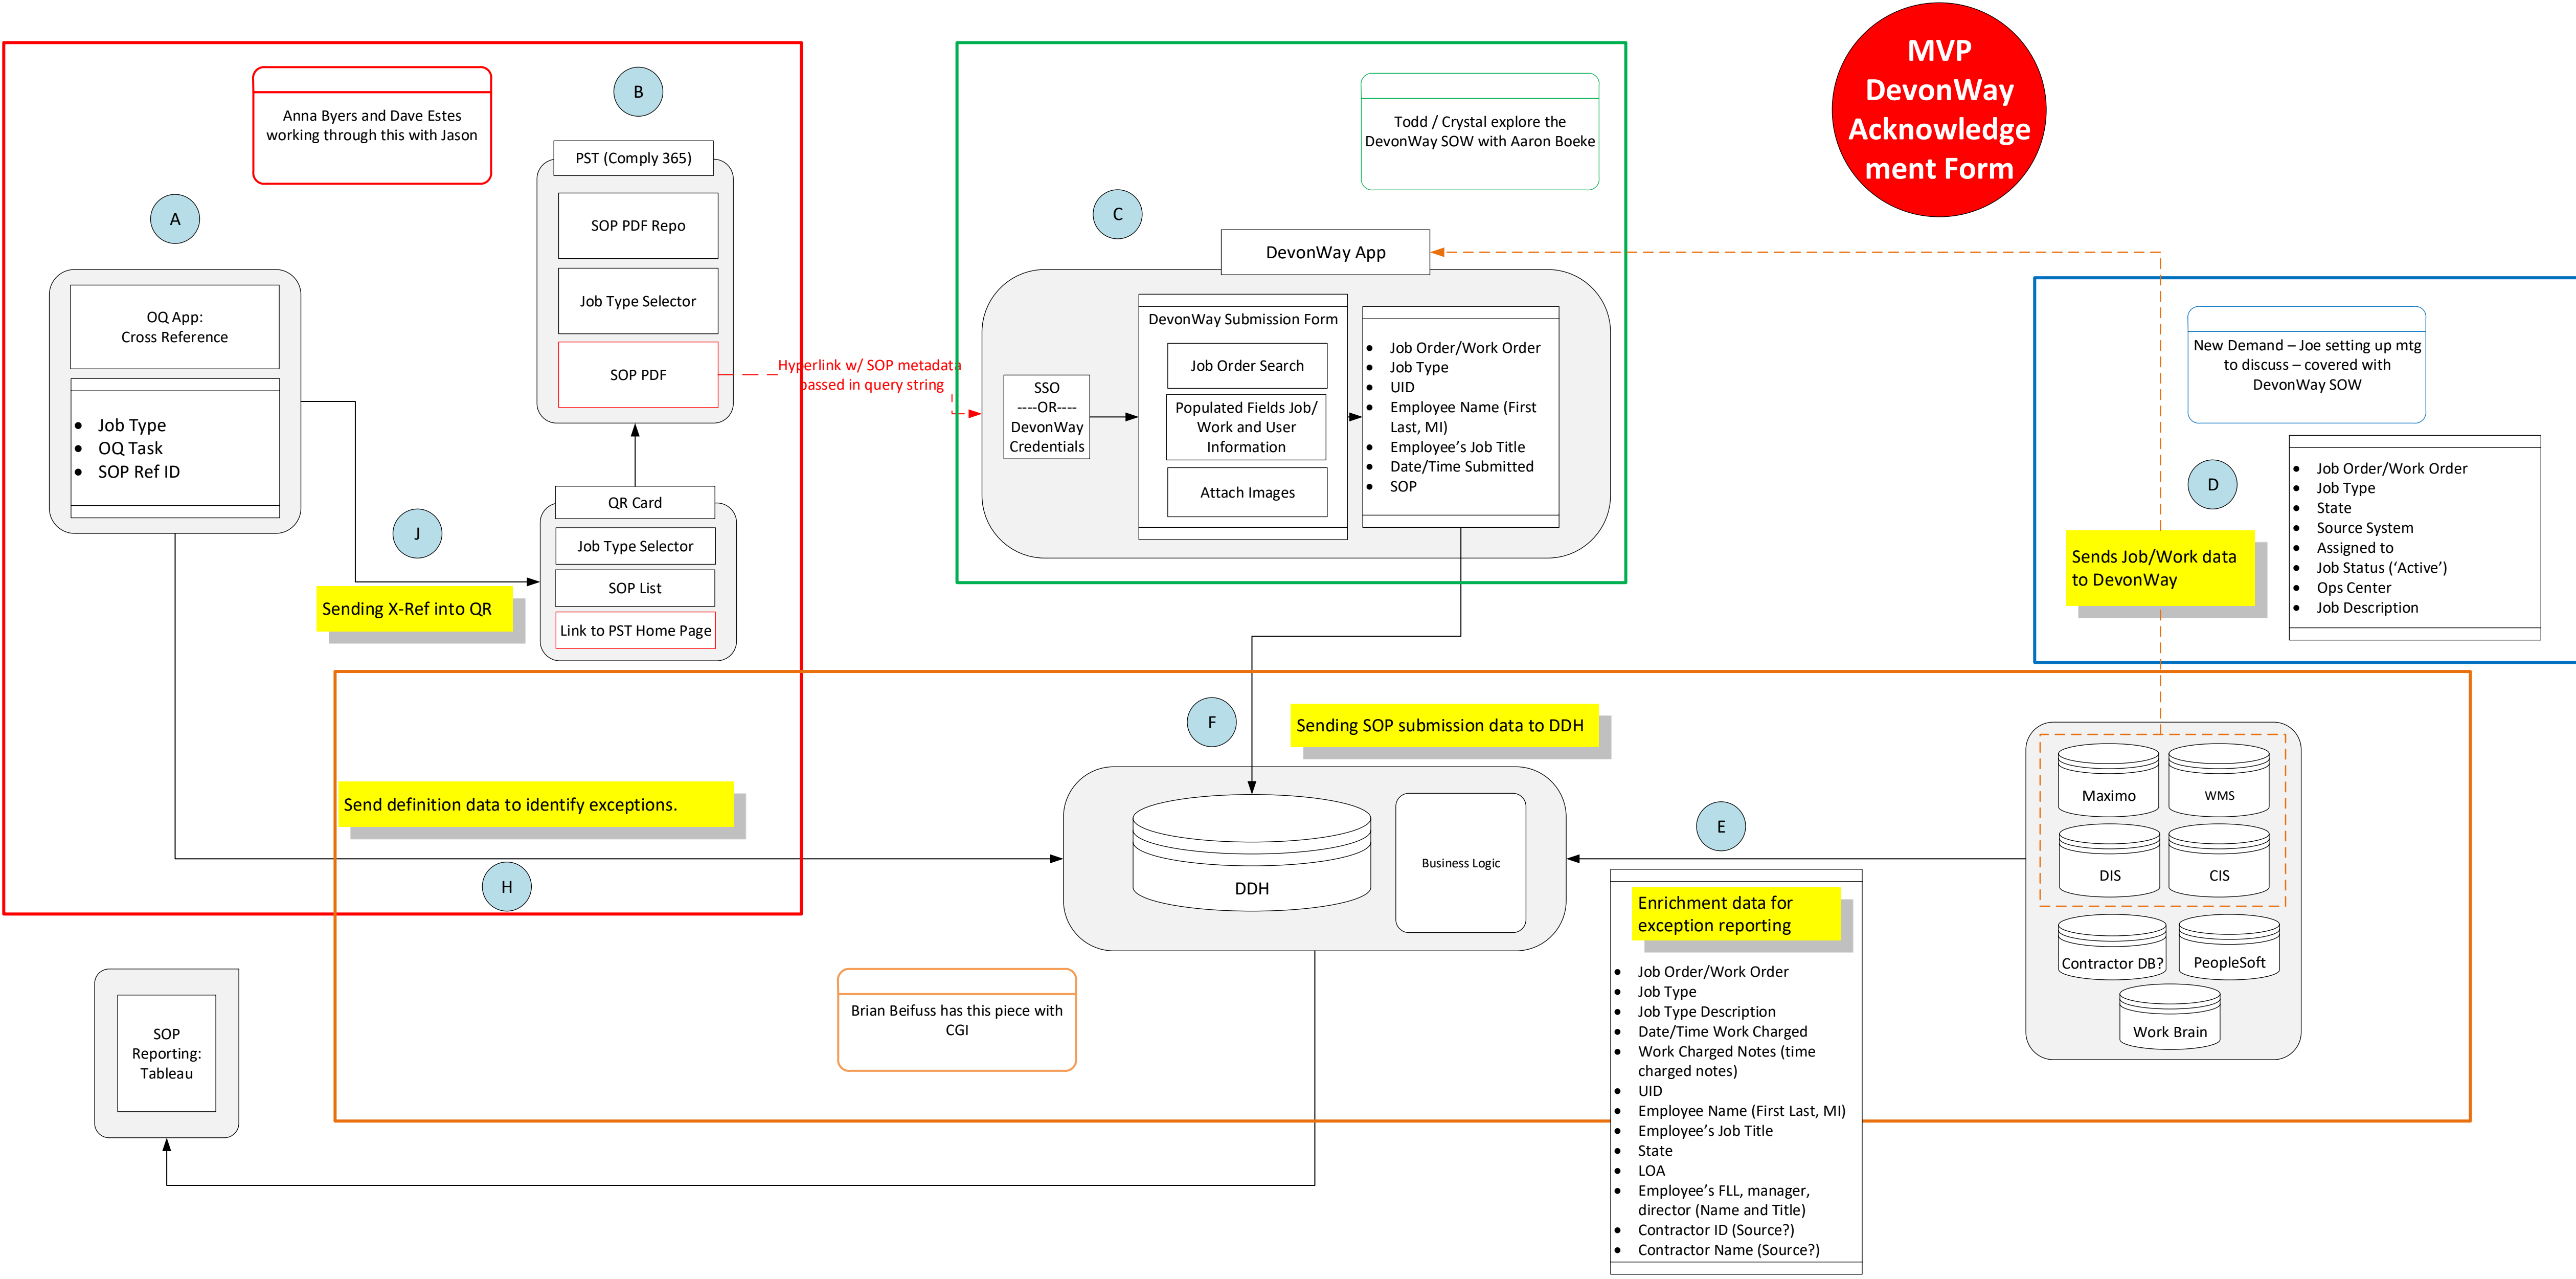 MVP
DevonWay
Acknowledge
ment Form
Anna Byers and Dave Estes
working through this with Jason
A
OQ App:
Cross Reference
• Job Type
• OQ Task
• SOP Ref ID
B
PST (Comply 365)
SOP PDF Repo
Job Type Selector
SOP PDF
Hyperlink w/ SOP metadata
passed in query string
J
Sending X-Ref into QR
QR Card
Job Type Selector
SOP List
Link to PST Home Page
Todd / Crystal explore the
DevonWay SOW with Aaron Boeke
C
DevonWay App
SSO
----OR----
DevonWay
Credentials
DevonWay Submission Form
Job Order Search
Populated Fields Job/
Work and User
Information
Attach Images
• Job Order/Work Order
• Job Type
• UID
• Employee Name (First
Last, MI)
• Employee’s Job Title
• Date/Time Submitted
• SOP
New Demand – Joe setting up mtg
to discuss – covered with
DevonWay SOW
D
Sends Job/Work data
to DevonWay
• Job Order/Work Order
• Job Type
• State
• Source System
• Assigned to
• Job Status (‘Active’)
• Ops Center
• Job Description
F
Sending SOP submission data to DDH
Send definition data to identify exceptions.
H
DDH
Business Logic
E
Enrichment data for
exception reporting
• Job Order/Work Order
• Job Type
• Job Type Description
• Date/Time Work Charged
• Work Charged Notes (time
charged notes)
• UID
• Employee Name (First Last, MI)
• Employee’s Job Title
• State
• LOA
• Employee’s FLL, manager,
director (Name and Title)
• Contractor ID (Source?)
• Contractor Name (Source?)
Maximo
WMS
DIS
CIS
Contractor DB?
PeopleSoft
Work Brain
Brian Beifuss has this piece with
CGI
SOP
Reporting:
Tableau